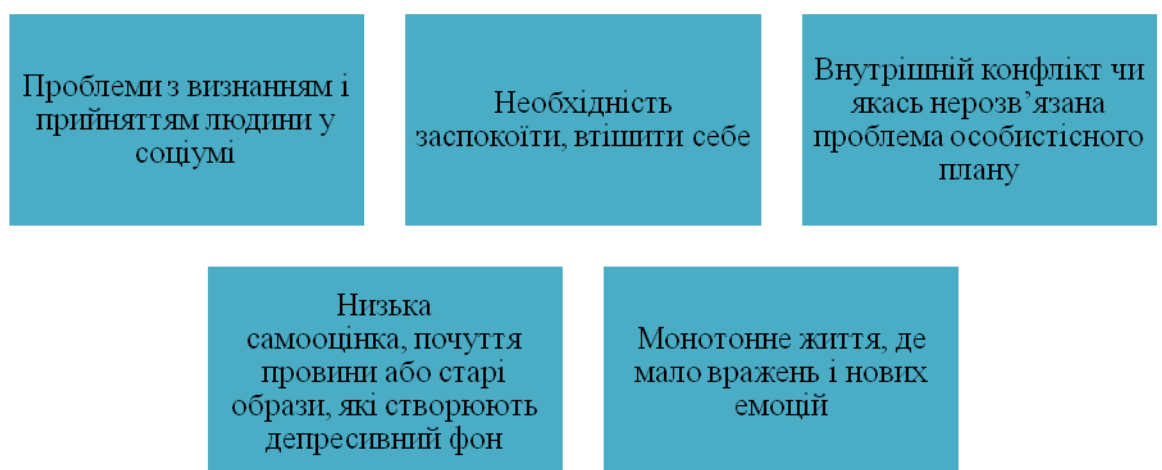 Проблеми з визнанням і
прийняттям людини у
соціумі
Необхідність
заспокоїти, втішити себе
Внутрішній конфлікт чи
якась нерозв’язана
проблема особистісного
плану
Низька
самооцінка, почуття
провини або старі
образи, які створюють
депресивний фон
Монотонне життя, де
мало вражень і нових
емоцій